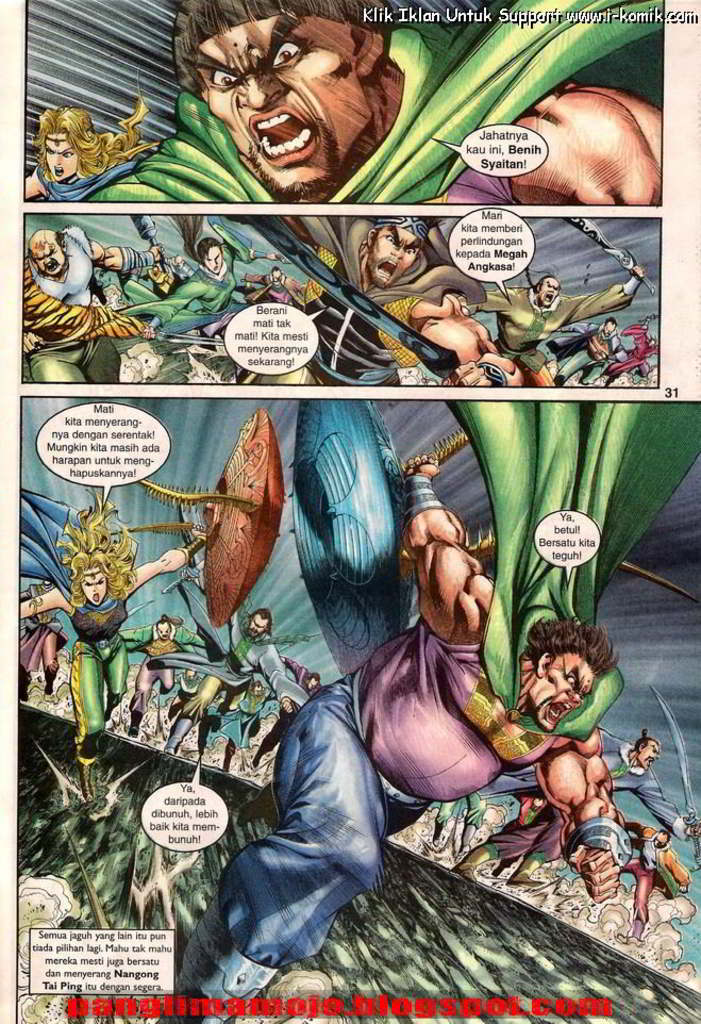 Klik Iklan Untuk Support www.i-komik.com
Jahatnya
kau ini, Benih
Syaitan!
Mari
kita memberi
perlindungan
kepada Megah
Angkasa!
Berani
mati tak
mati! Kita mesti
menyerangnya
sekarang!
31
Mati
kita menyerang-
nya dengan serentak!
Mungkin kita masih ada
harapan untuk meng-
hapuskannya!
Ya,
betul!
Bersatu kita
teguh!
Ya,
daripada
dibunuh, lebih
baik kita mem-
bunuh!
Semua jaguh yang lain itu pun
tiada pilihan lagi. Mahu tak mahu
mereka mesti juga bersatu
dan menyerang Nangong
Tai Ping itu dengan segera.
panglimamojo.blogspot.com